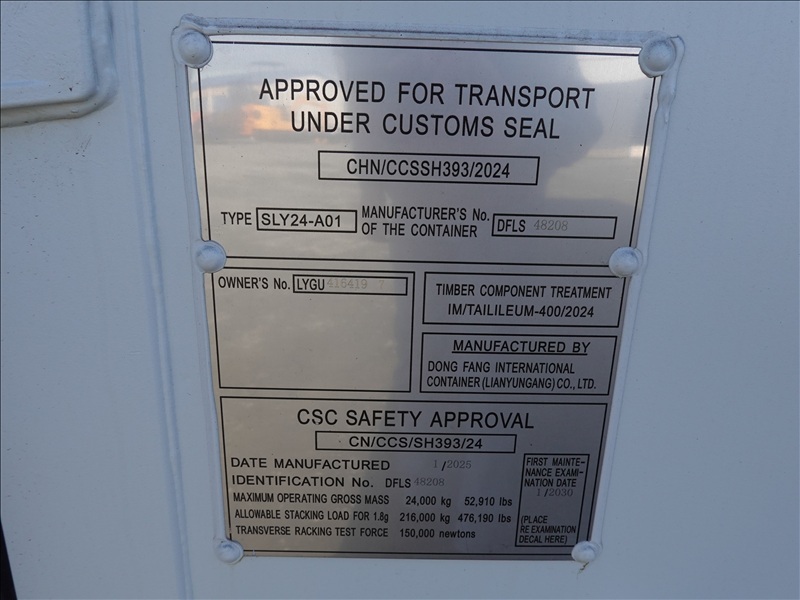 APPROVED FOR TRANSPORT
UNDER CUSTOMS SEAL
CHN/CCSSH393/2024
TYPE SLY24-A01
MANUFACTURER'S No.
OF THE CONTAINER
DFLS 48208
OWNER'S No. LYGU 415419 7
TIMBER COMPONENT TREATMENT
IM/TAILILEUM-400/2024
MANUFACTURED BY
DONG FANG INTERNATIONAL
CONTAINER (LIANYUNGANG) CO., LTD.
CSC SAFETY APPROVAL
CN/CCS/SH393/24
DATE MANUFACTURED 1/2025
IDENTIFICATION No. DFLS 48208
MAXIMUM OPERATING GROSS MASS 24,000 kg 52,910 lbs
ALLOWABLE STACKING LOAD FOR 1.8g 216,000 kg 476,190 lbs
TRANSVERSE RACKING TEST FORCE 150,000 newtons
FIRST MAINTE-
NANCE EXAMI-
NATION DATE
1/2030
(PLACE
RE EXAMINATION
DECAL HERE)